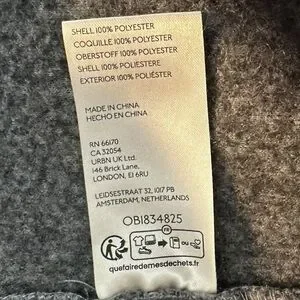 SHELL 100% POLYESTER
COQUILLE 100% POLYESTER
OBERSTOFF 100% POLYESTER
SHELL 100% POLIESTERE
EXTERIOR 100% POLIÉSTER
MADE IN CHINA
HECHO EN CHINA
RN 66170
CA 32054
URBN UK Ltd.
146 Brick Lane,
LONDON, E1 6RU
LEIDSESTRAAT 32, 1017 PB
AMSTERDAM, NETHERLANDS
OB1834825
FR
OU
quefairedemesdechets.fr